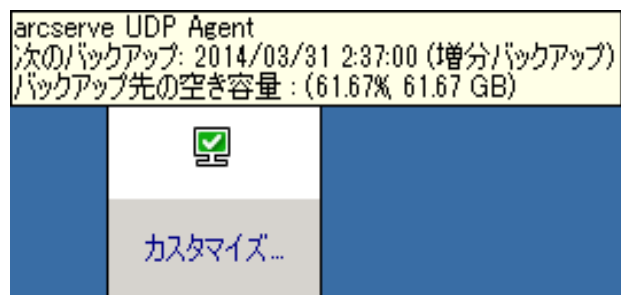 arcserve UDP Agent
次のバックアップ: 2014/03/31 2:37:00 (増分バックアップ)
バックアップ先の空き容量 : (61.67%, 61.67 GB)
カスタマイズ...